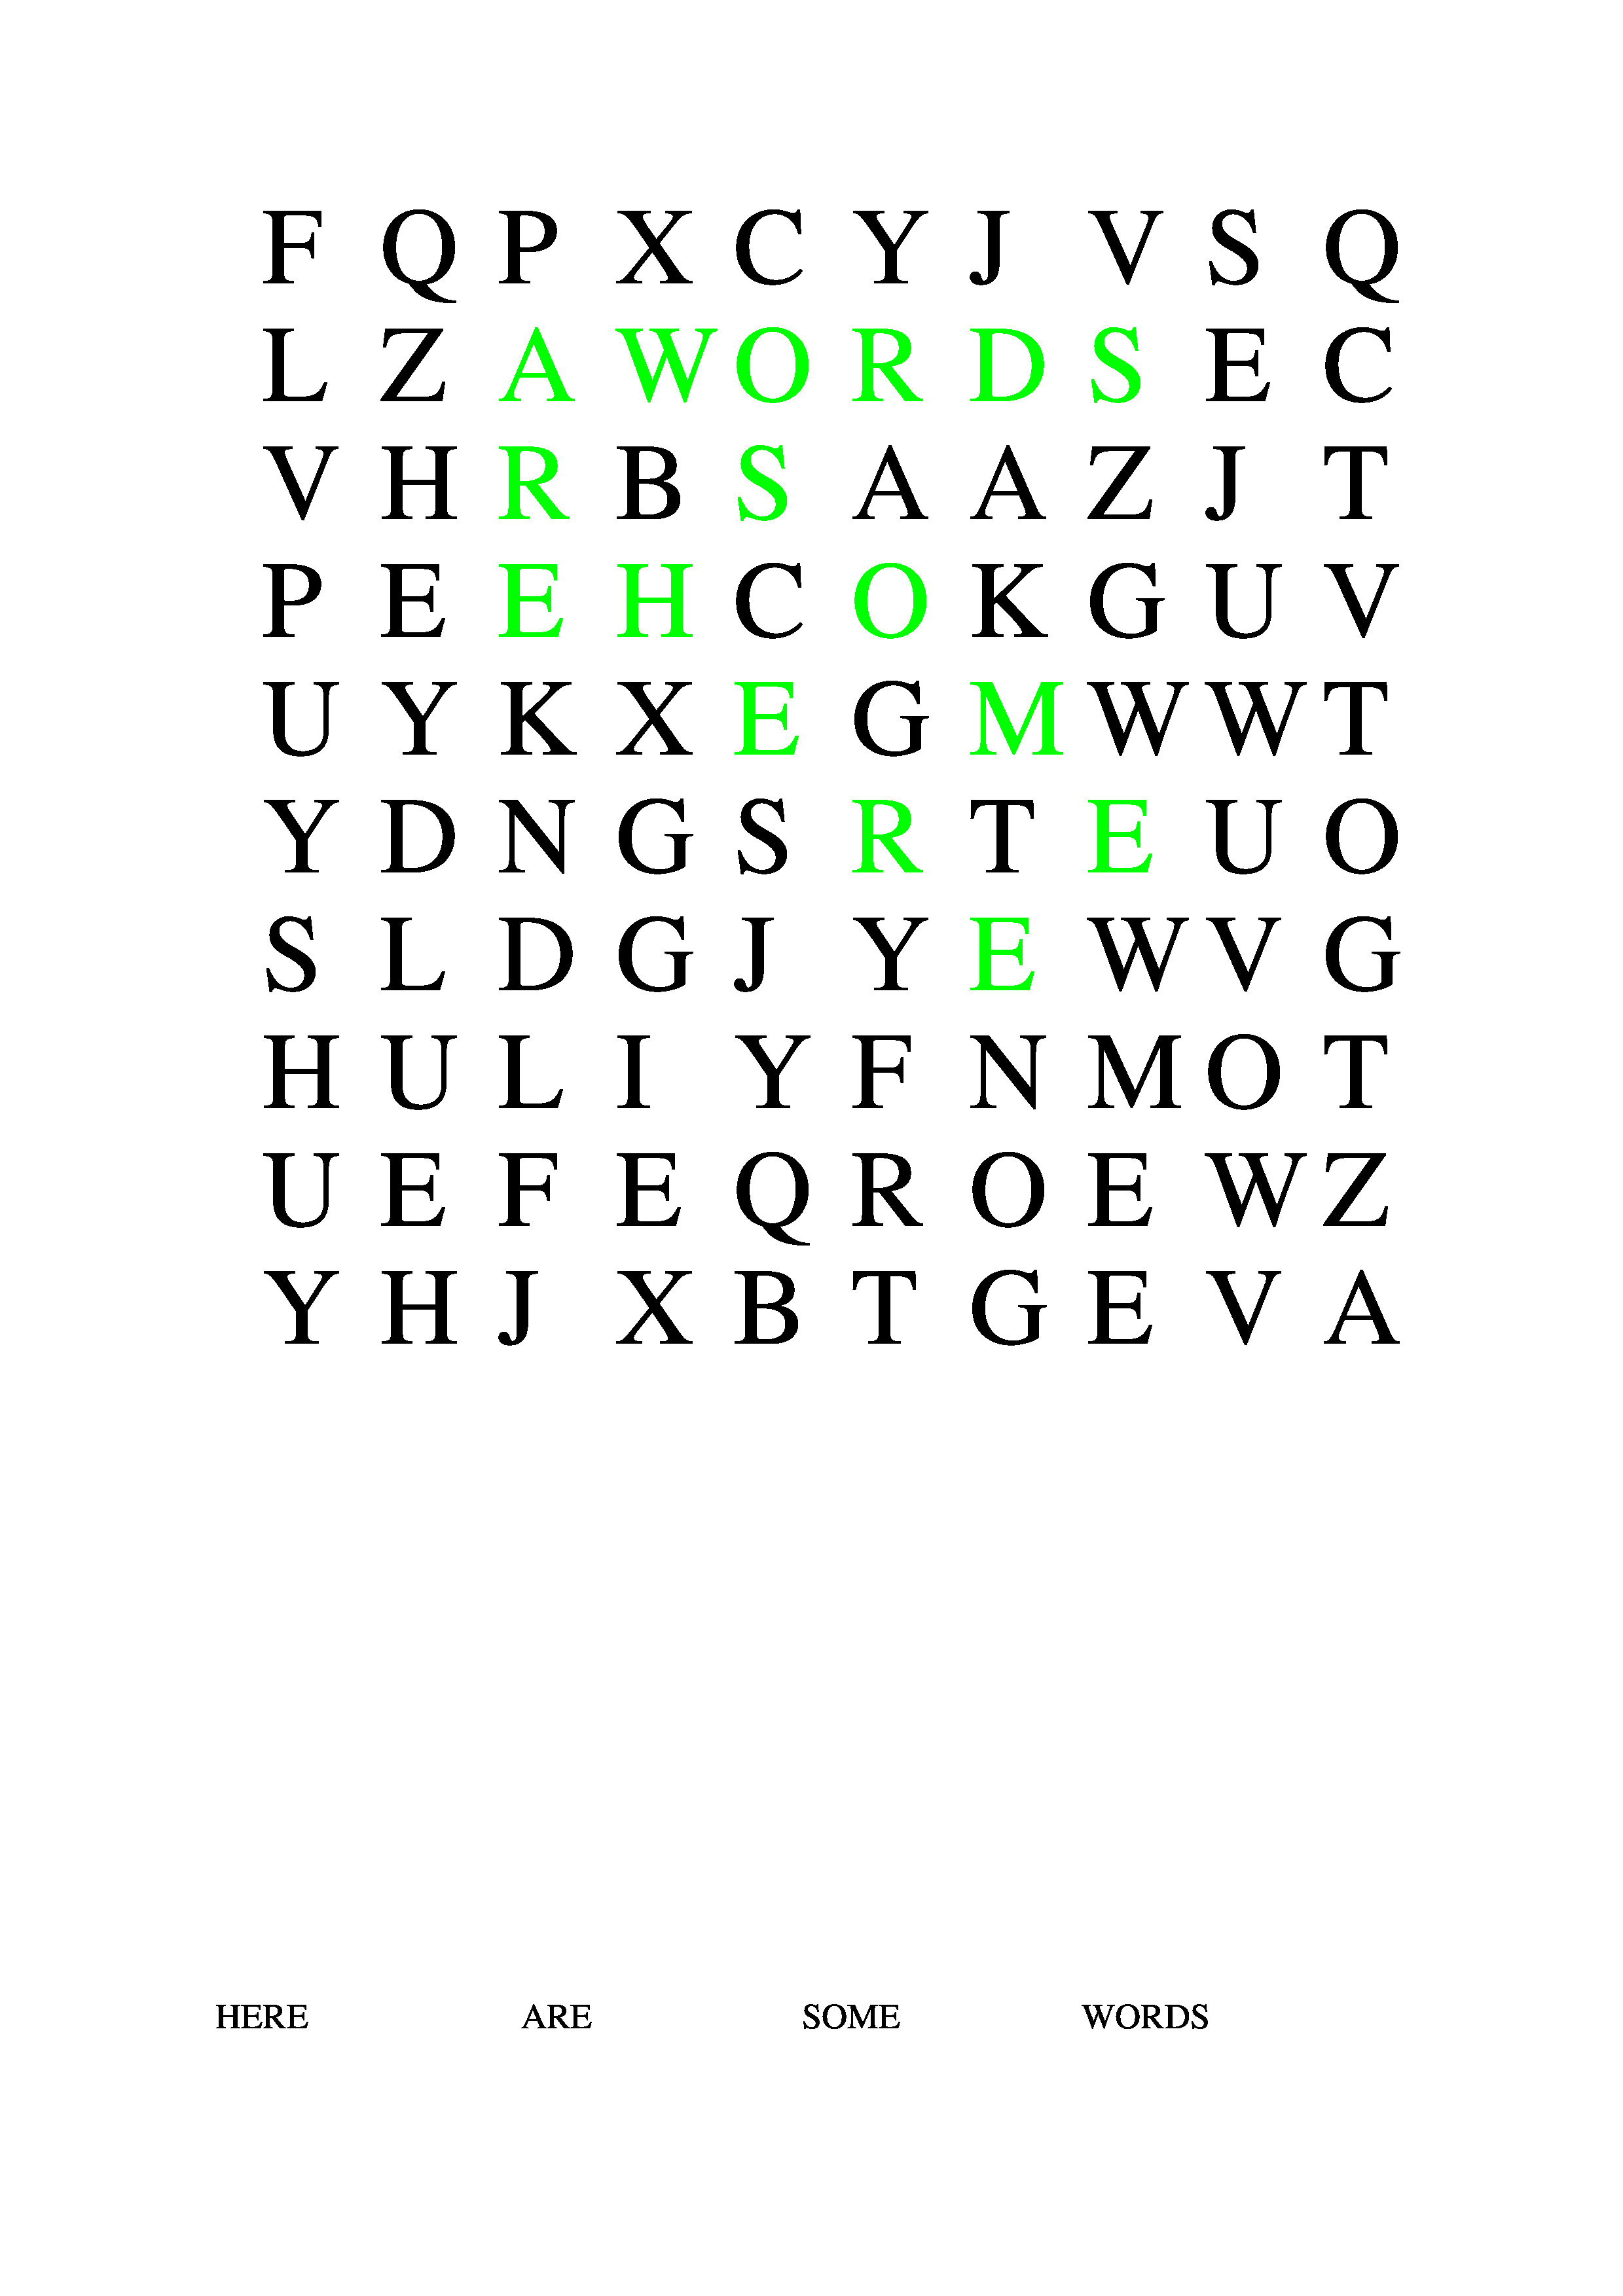 F Q P X C Y J V S Q
L Z A W O R D S E C
V H R B S A A Z J T
P E E H C O K G U V
U Y K X E G M W W T
Y D N G S R T E U O
S L D G J Y E W V G
H U L I Y F N M O T
U E F E Q R O E W Z
Y H J X B T G E V A
HERE ARE SOME WORDS